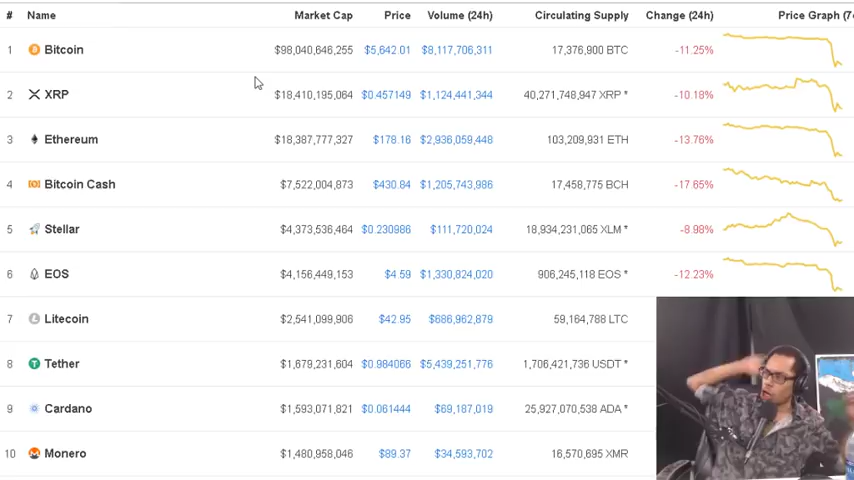 # Name Market Cap Price Volume (24h) Circulating Supply Change (24h) Price Graph (7
1 Bitcoin $98,040,646,255 $5,642.01 $8,117,706,311 17,376,900 BTC -11.25%
2 XRP $18,410,195,064 $0.457149 $1,124,441,344 40,271,748,947 XRP * -10.18%
3 Ethereum $18,387,777,327 $178.16 $2,936,059,448 103,209,931 ETH -13.76%
4 Bitcoin Cash $7,522,004,873 $430.84 $1,205,743,986 17,458,775 BCH -17.65%
5 Stellar $4,373,536,464 $0.230986 $111,720,024 18,934,231,065 XLM * -8.98%
6 EOS $4,156,449,153 $4.59 $1,330,824,020 906,245,118 EOS * -12.23%
7 Litecoin $2,541,099,906 $42.95 $686,962,879 59,164,788 LTC
8 Tether $1,679,231,604 $0.984066 $5,439,251,776 1,706,421,736 USDT *
9 Cardano $1,593,071,821 $0.061444 $69,187,019 25,927,070,538 ADA *
10 Monero $1,480,958,046 $89.37 $34,593,702 16,570,695 XMR